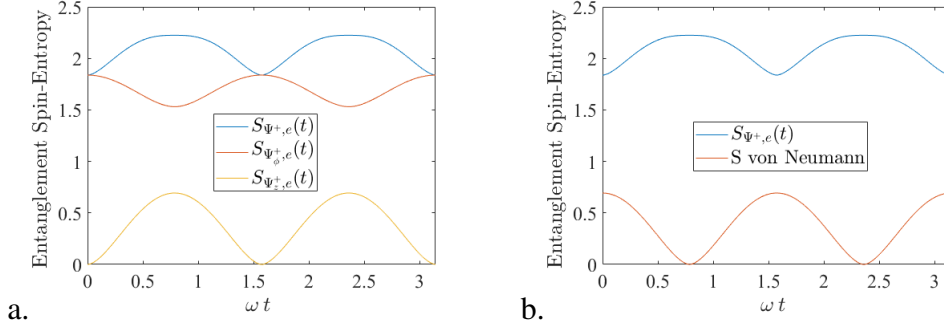 Entanglement Spin-Entropy
2.5
2
1.5
1
0.5
0
S_{Ψ^+,e}(t)
S_{Ψ^+_ϕ,e}(t)
S_{Ψ^+_z,e}(t)
0 0.5 1 1.5 2 2.5 3
ω t
a.
Entanglement Spin-Entropy
2.5
2
1.5
1
0.5
0
S_{Ψ^+,e}(t)
S von Neumann
0 0.5 1 1.5 2 2.5 3
ω t
b.